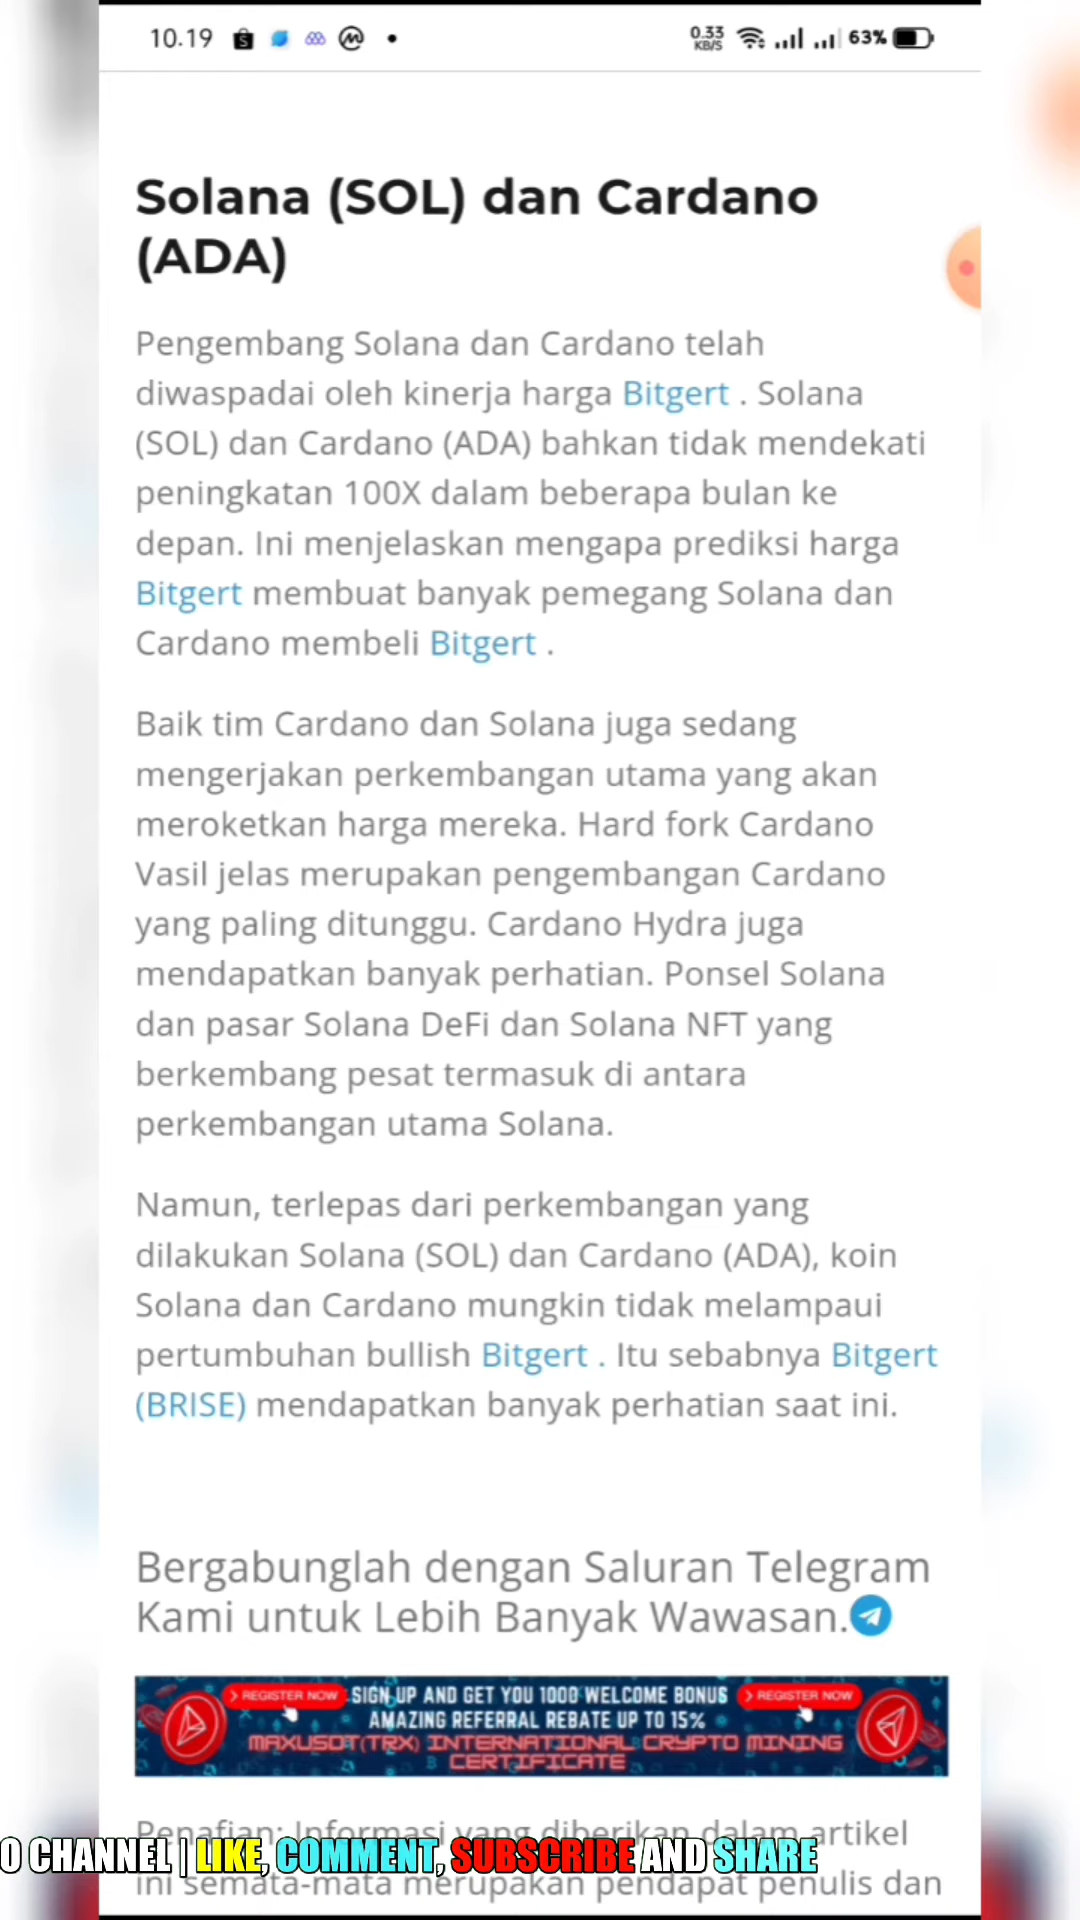 10.19
0.33
KB/S
63%
Solana (SOL) dan Cardano
(ADA)
Pengembang Solana dan Cardano telah
diwaspadai oleh kinerja harga Bitgert . Solana
(SOL) dan Cardano (ADA) bahkan tidak mendekati
peningkatan 100X dalam beberapa bulan ke
depan. Ini menjelaskan mengapa prediksi harga
Bitgert membuat banyak pemegang Solana dan
Cardano membeli Bitgert .
Baik tim Cardano dan Solana juga sedang
mengerjakan perkembangan utama yang akan
meroketkan harga mereka. Hard fork Cardano
Vasil jelas merupakan pengembangan Cardano
yang paling ditunggu. Cardano Hydra juga
mendapatkan banyak perhatian. Ponsel Solana
dan pasar Solana DeFi dan Solana NFT yang
berkembang pesat termasuk di antara
perkembangan utama Solana.
Namun, terlepas dari perkembangan yang
dilakukan Solana (SOL) dan Cardano (ADA), koin
Solana dan Cardano mungkin tidak melampaui
pertumbuhan bullish Bitgert . Itu sebabnya Bitgert
(BRISE) mendapatkan banyak perhatian saat ini.
Bergabunglah dengan Saluran Telegram
Kami untuk Lebih Banyak Wawasan.
> REGISTER NOW SIGN UP AND GET YOU 1000 WELCOME BONUS > REGISTER NOW
AMAZING REFERRAL REBATE UP TO 15%
MAXUSDT(TRX) INTERNATIONAL CRYPTO MINING
CERTIFICATE
Penafian: Informasi yang diberikan dalam artikel
O CHANNEL | LIKE, COMMENT, SUBSCRIBE AND SHARE
ini semata-mata merupakan pendapat penulis dan